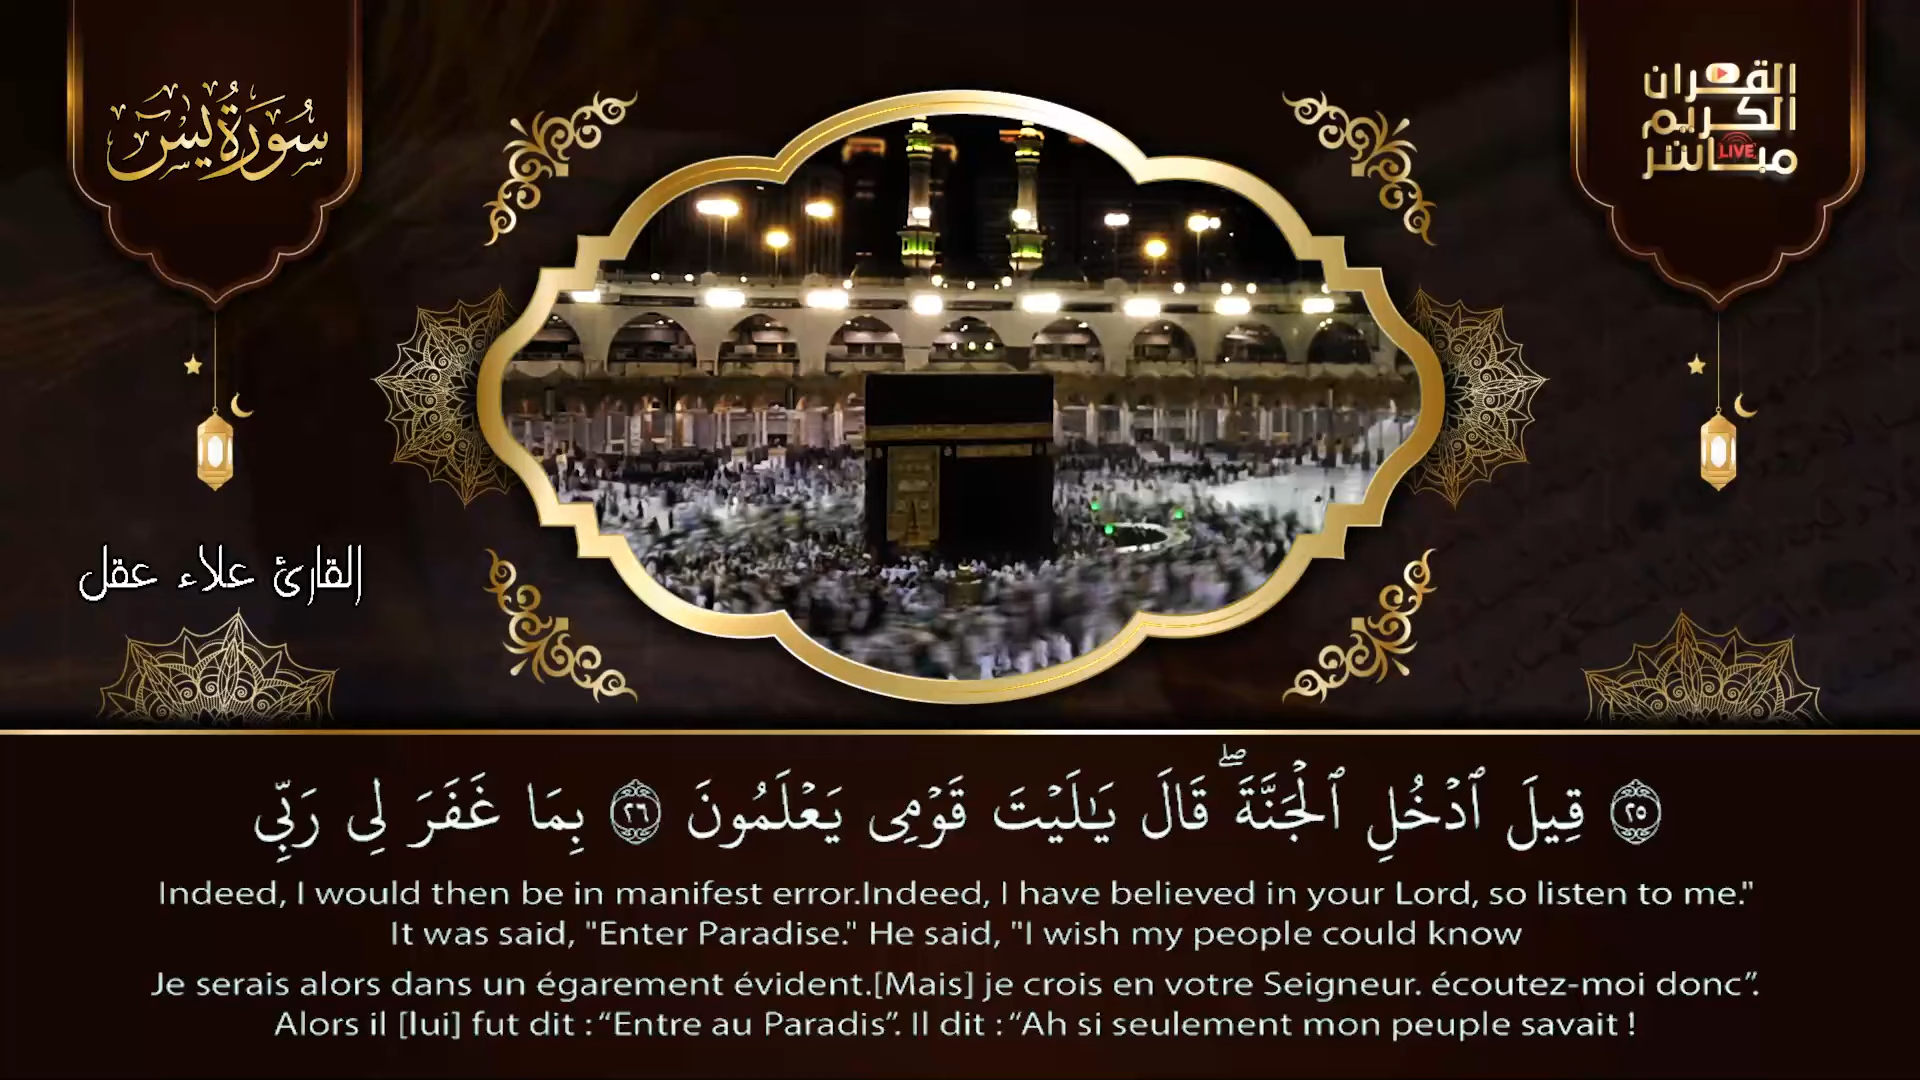 سُورَةُ يس
القرآن
الكريم
مباشر
LIVE
القارئ علاء عقل
٢٥ قِيلَ ٱدْخُلِ ٱلْجَنَّةَ ۖ قَالَ يَـٰلَيْتَ قَوْمِى يَعْلَمُونَ ٢٦ بِمَا غَفَرَ لِى رَبِّى
Indeed, I would then be in manifest error.Indeed, I have believed in your Lord, so listen to me."
It was said, "Enter Paradise." He said, "I wish my people could know
Je serais alors dans un égarement évident.[Mais] je crois en votre Seigneur. écoutez-moi donc”.
Alors il [lui] fut dit : “Entre au Paradis”. Il dit : “Ah si seulement mon peuple savait !